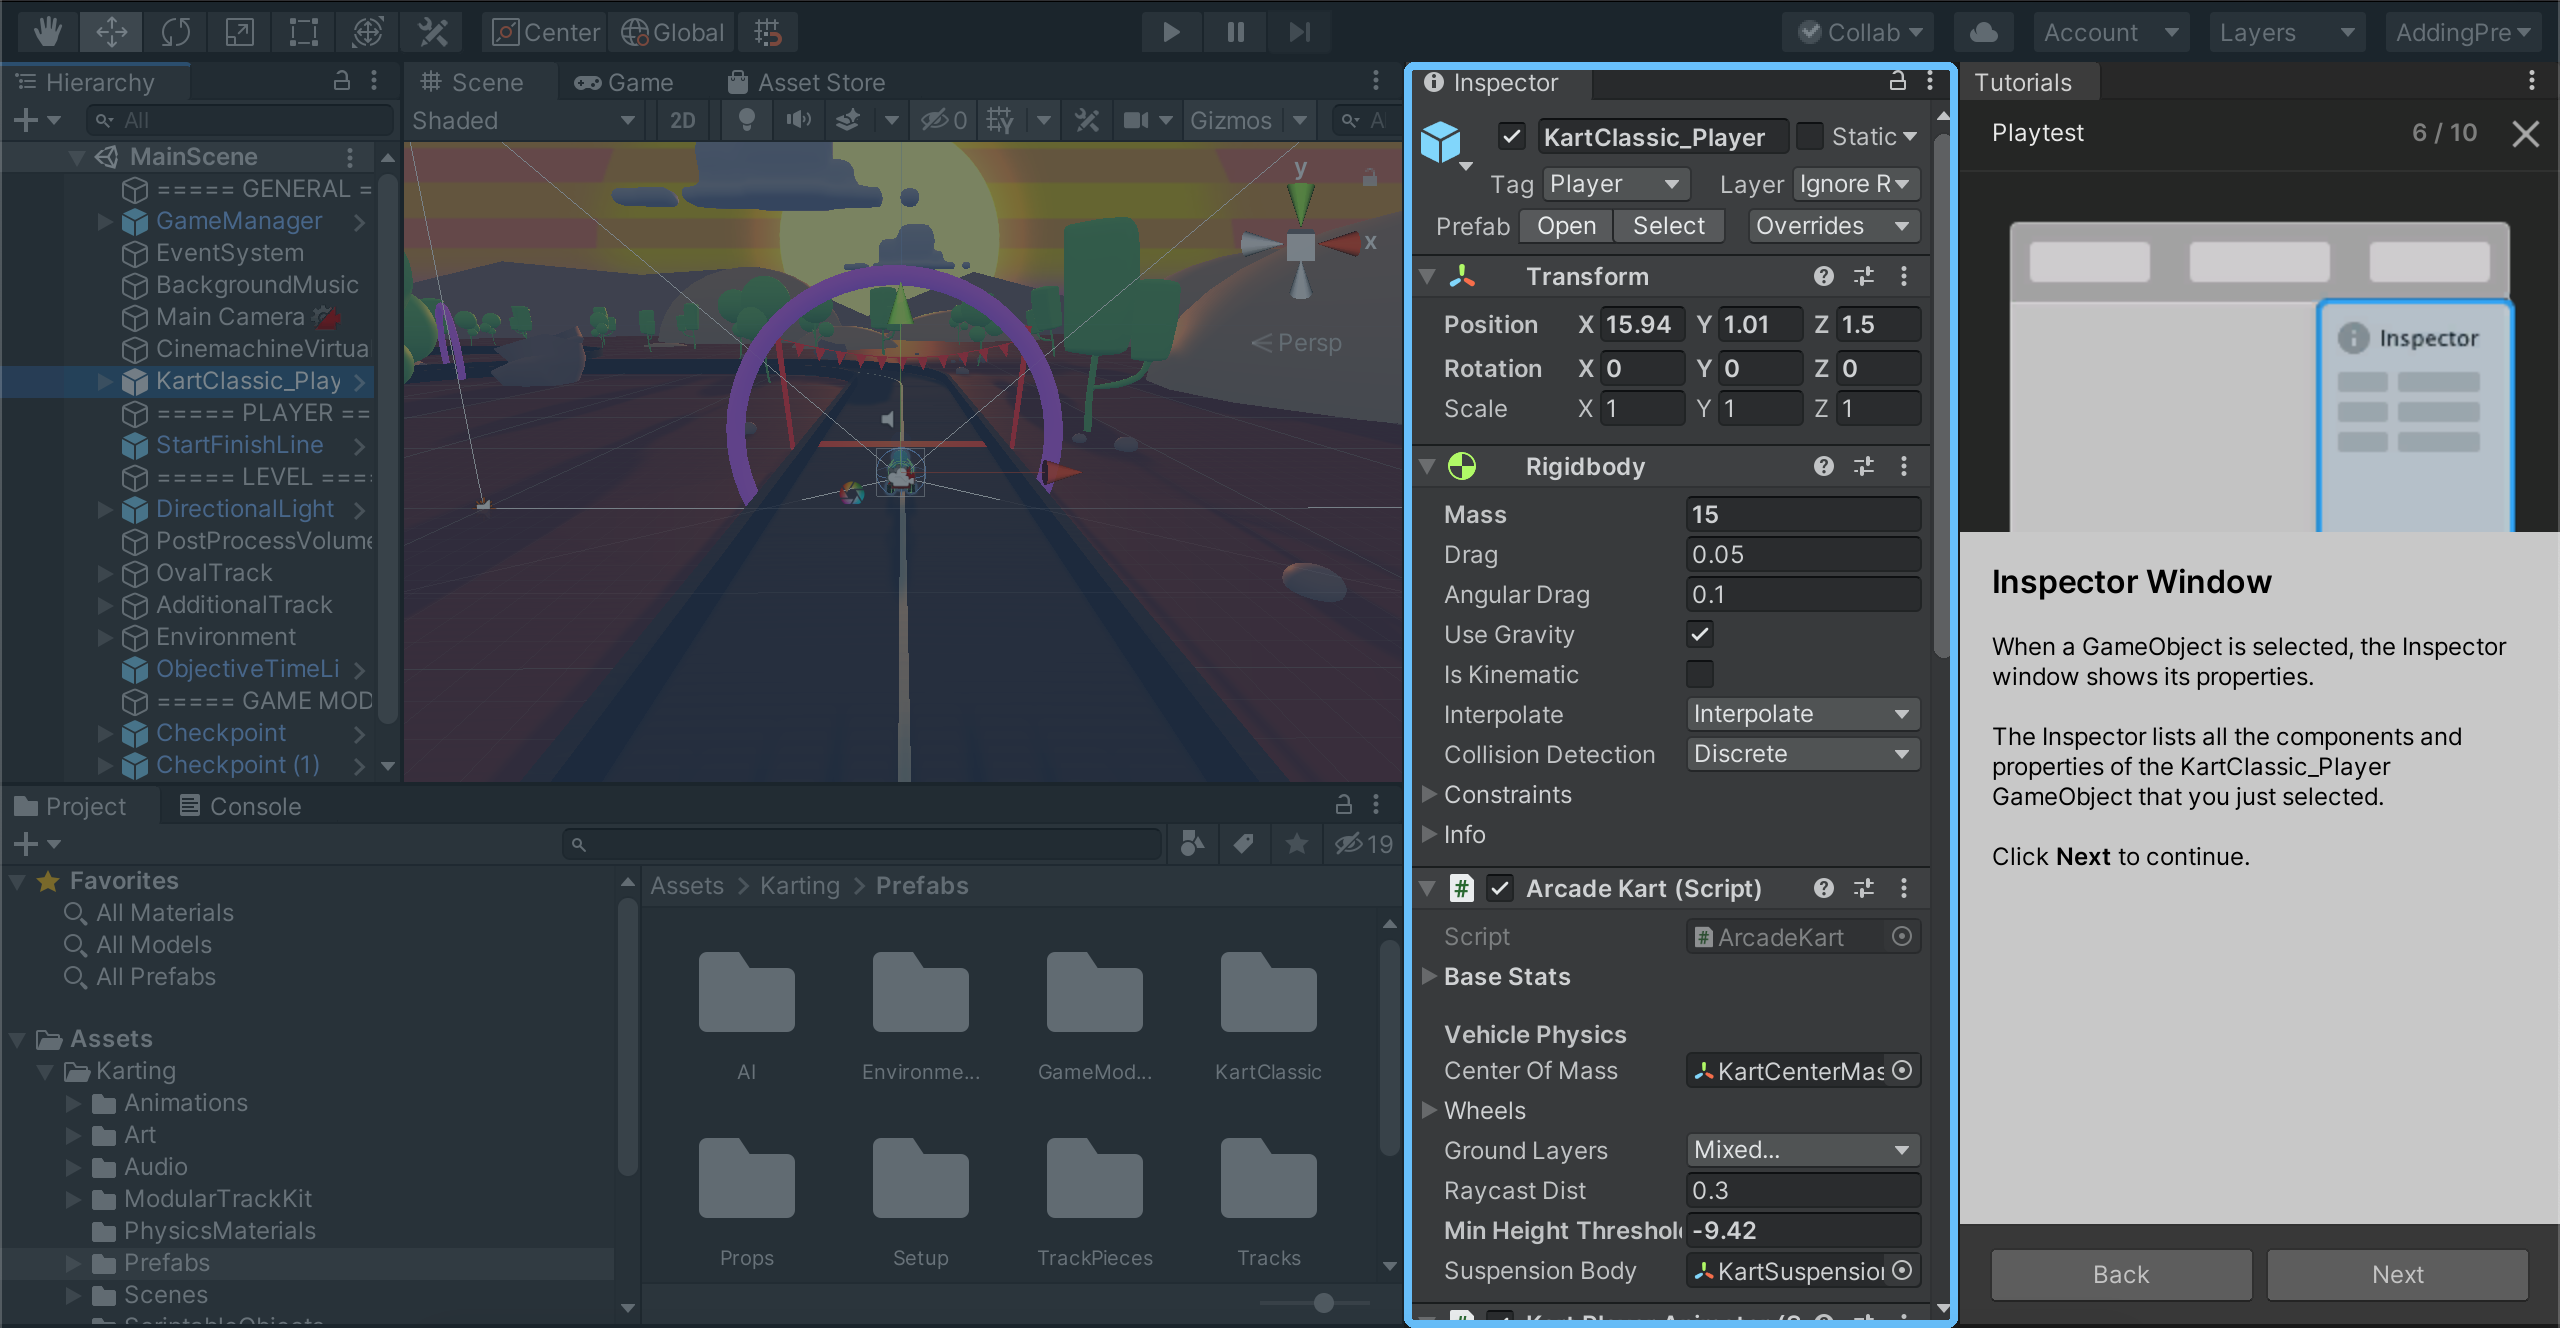 Center
Global
Collab
Account
Layers
AddingPre
Hierarchy
All
MainScene
===== GENERAL =
GameManager
EventSystem
BackgroundMusic
Main Camera
CinemachineVirtua
KartClassic_Play
===== PLAYER ==
StartFinishLine
===== LEVEL ====
DirectionalLight
PostProcessVolume
OvalTrack
AdditionalTrack
Environment
ObjectiveTimeLi
===== GAME MOD
Checkpoint
Checkpoint (1)
Scene
Game
Asset Store
Shaded
2D
0
Gizmos
A
y
x
Persp
Project
Console
19
Favorites
All Materials
All Models
All Prefabs
Assets
Karting
Animations
Art
Audio
ModularTrackKit
PhysicsMaterials
Prefabs
Scenes
ScriptableObjects
Assets > Karting > Prefabs
AI
Environme...
GameMod...
KartClassic
Props
Setup
TrackPieces
Tracks
Inspector
KartClassic_Player
Static
Tag Player
Layer Ignore R
Prefab Open Select Overrides
Transform
Position X 15.94 Y 1.01 Z 1.5
Rotation X 0 Y 0 Z 0
Scale X 1 Y 1 Z 1
Rigidbody
Mass 15
Drag 0.05
Angular Drag 0.1
Use Gravity
Is Kinematic
Interpolate Interpolate
Collision Detection Discrete
Constraints
Info
# Arcade Kart (Script)
Script # ArcadeKart
Base Stats
Vehicle Physics
Center Of Mass KartCenterMas
Wheels
Ground Layers Mixed...
Raycast Dist 0.3
Min Height Threshol -9.42
Suspension Body KartSuspension
Tutorials
Playtest
6 / 10
Inspector
Inspector Window
When a GameObject is selected, the Inspector
window shows its properties.
The Inspector lists all the components and
properties of the KartClassic_Player
GameObject that you just selected.
Click Next to continue.
Back
Next